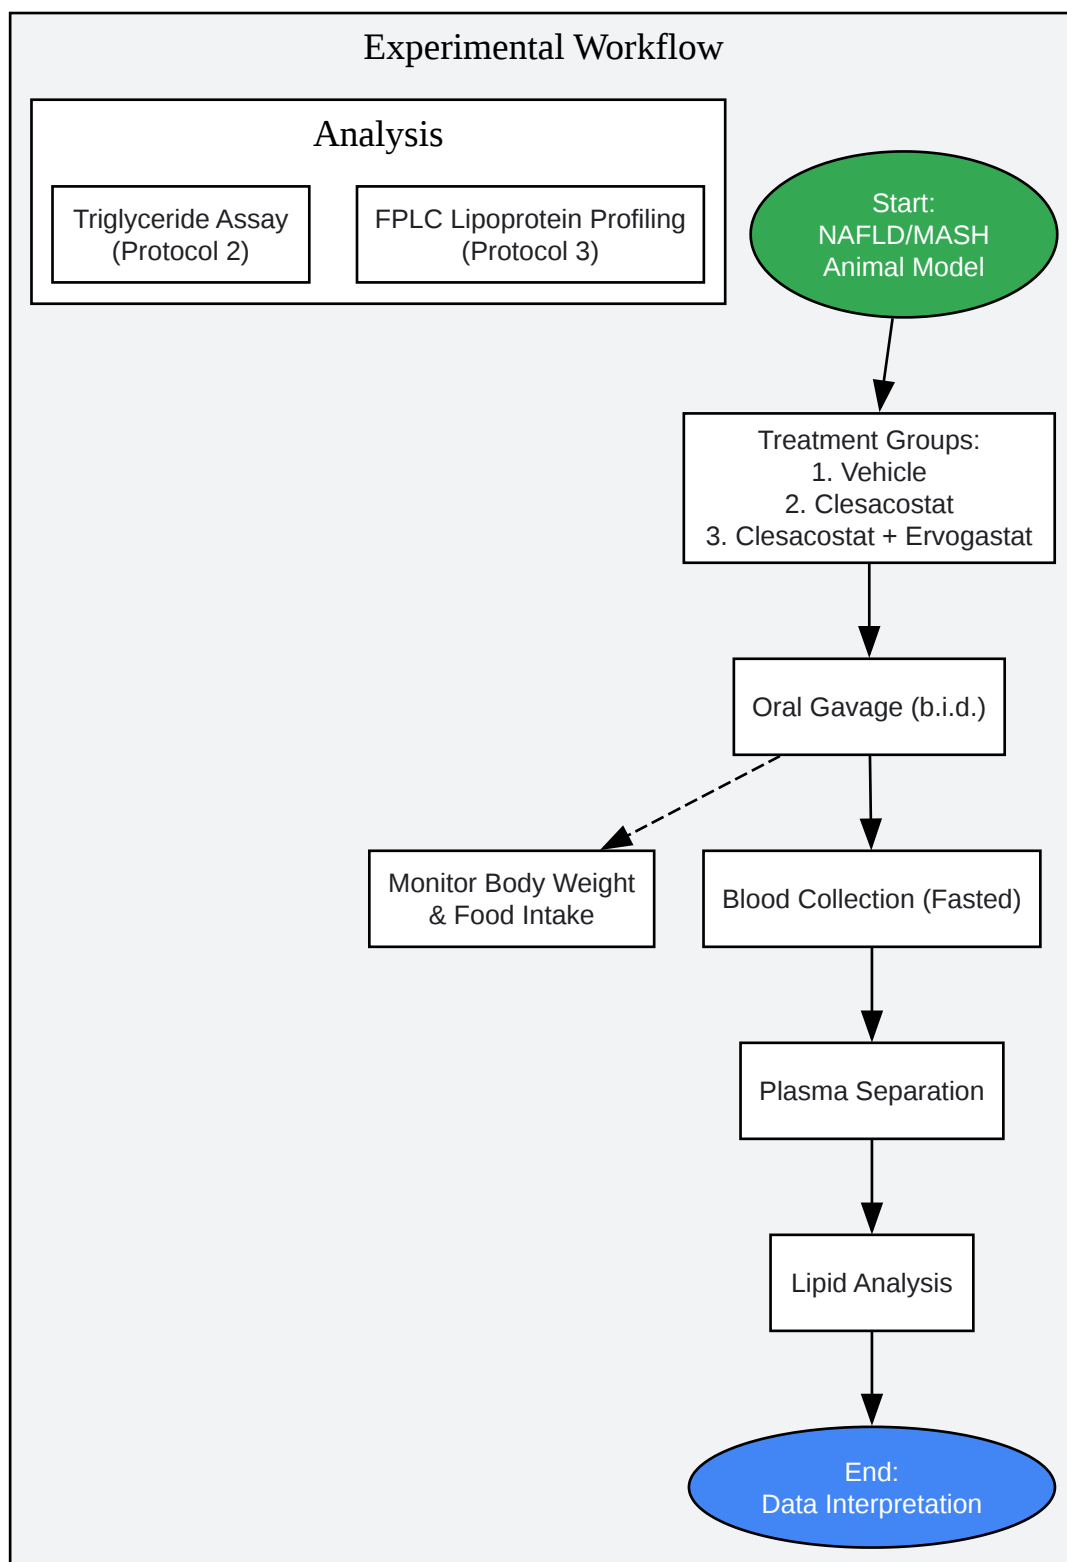 Experimental Workflow
Analysis
Triglyceride Assay
(Protocol 2)
FPLC Lipoprotein Profiling
(Protocol 3)
Start:
NAFLD/MASH
Animal Model
Treatment Groups:
1. Vehicle
2. Clesacostat
3. Clesacostat + Ervogastat
Oral Gavage (b.i.d.)
Monitor Body Weight
& Food Intake
Blood Collection (Fasted)
Plasma Separation
Lipid Analysis
End:
Data Interpretation